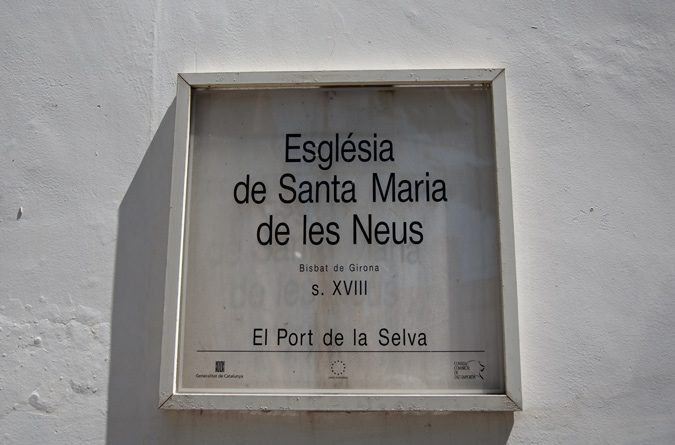 Església
de Santa Maria
de les Neus
Bisbat de Girona
s. XVIII
El Port de la Selva
Generalitat de Catalunya